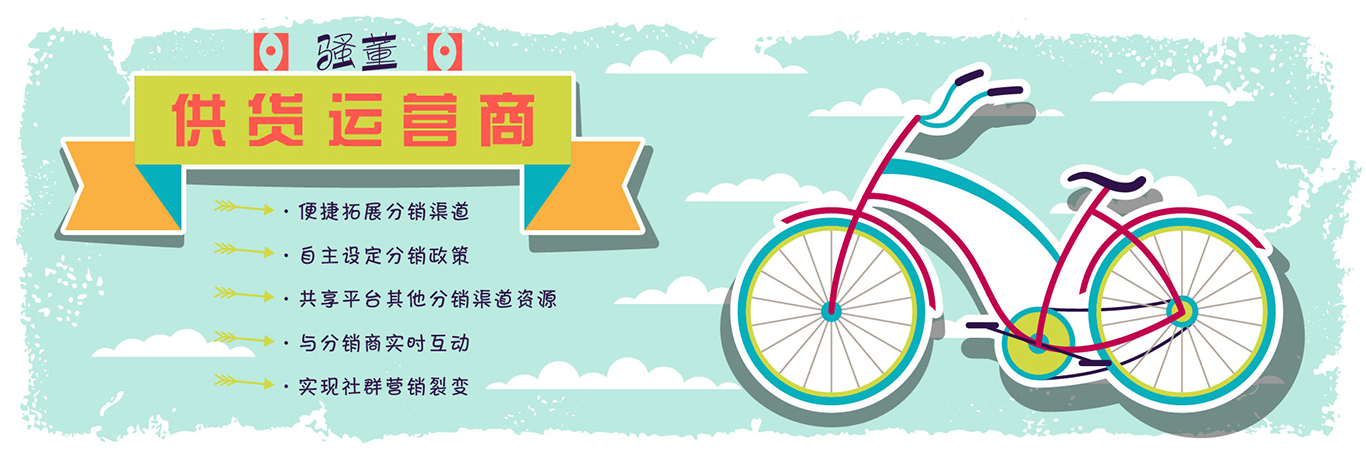 骚董
供货运营商
· 便捷拓展分销渠道
· 自主设定分销政策
· 共享平台其他分销渠道资源
· 与分销商实时互动
· 实现社群营销裂变